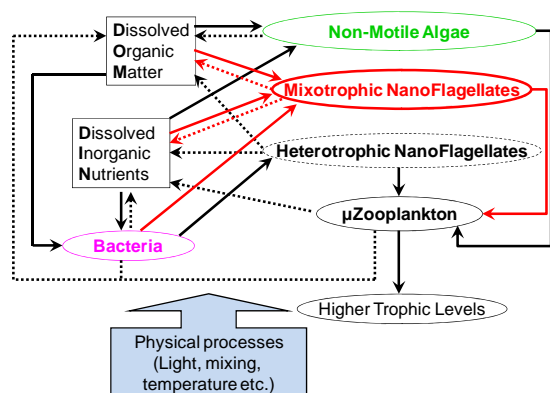 Dissolved
Organic
Matter
Non-Motile Algae
Mixotrophic NanoFlagellates
Dissolved
Inorganic
Nutrients
Heterotrophic NanoFlagellates
µZooplankton
Bacteria
Higher Trophic Levels
Physical processes
(Light, mixing,
temperature etc.)